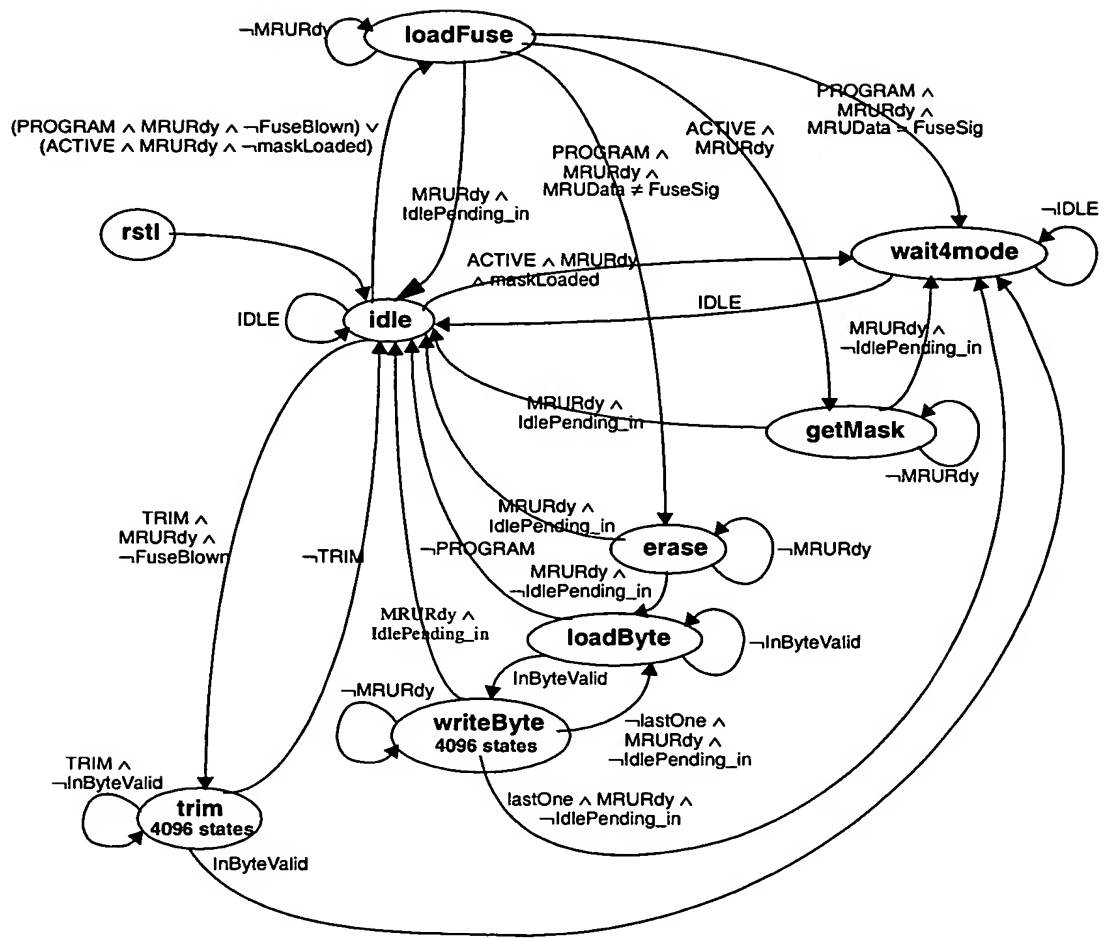 ¬MRURdy
loadFuse
(PROGRAM ∧ MRURdy ∧ ¬FuseBlown) ∨
(ACTIVE ∧ MRURdy ∧ ¬maskLoaded)
PROGRAM ∧
MRURdy ∧
MRUData = FuseSig
ACTIVE ∧
MRURdy
PROGRAM ∧
MRURdy ∧
MRUData ≠ FuseSig
MRURdy ∧
IdlePending_in
rstl
¬IDLE
wait4mode
ACTIVE ∧ MRURdy
∧ maskLoaded
IDLE
idle
IDLE
MRURdy ∧
¬IdlePending_in
MRURdy ∧
IdlePending_in
getMask
¬MRURdy
TRIM ∧
MRURdy ∧
¬FuseBlown
¬TRIM
MRURdy ∧
IdlePending_in
¬PROGRAM
erase
¬MRURdy
MRURdy ∧
¬IdlePending_in
MRURdy ∧
IdlePending_in
loadByte
¬InByteValid
InByteValid
¬MRURdy
writeByte
4096 states
¬lastOne ∧
MRURdy ∧
¬IdlePending_in
TRIM ∧
¬InByteValid
trim
4096 states
lastOne ∧ MRURdy ∧
¬IdlePending_in
InByteValid